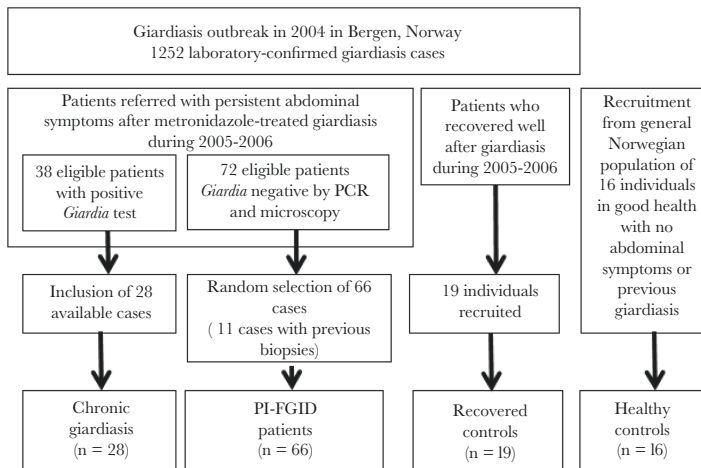 Giardiasis outbreak in 2004 in Bergen, Norway
1252 laboratory-confirmed giardiasis cases
Patients referred with persistent abdominal
symptoms after metronidazole-treated giardiasis
during 2005-2006
38 eligible patients
with positive
Giardia test
72 eligible patients
Giardia negative by PCR
and microscopy
Patients who
recovered well
after giardiasis
during 2005-2006
Recruitment
from general
Norwegian
population of
16 individuals
in good health
with no
abdominal
symptoms or
previous
giardiasis
Inclusion of 28
available cases
Random selection of 66
cases
( 11 cases with previous
biopsies)
19 individuals
recruited
Chronic
giardiasis
(n = 28)
PI-FGID
patients
(n = 66)
Recovered
controls
(n = 19)
Healthy
controls
(n = 16)